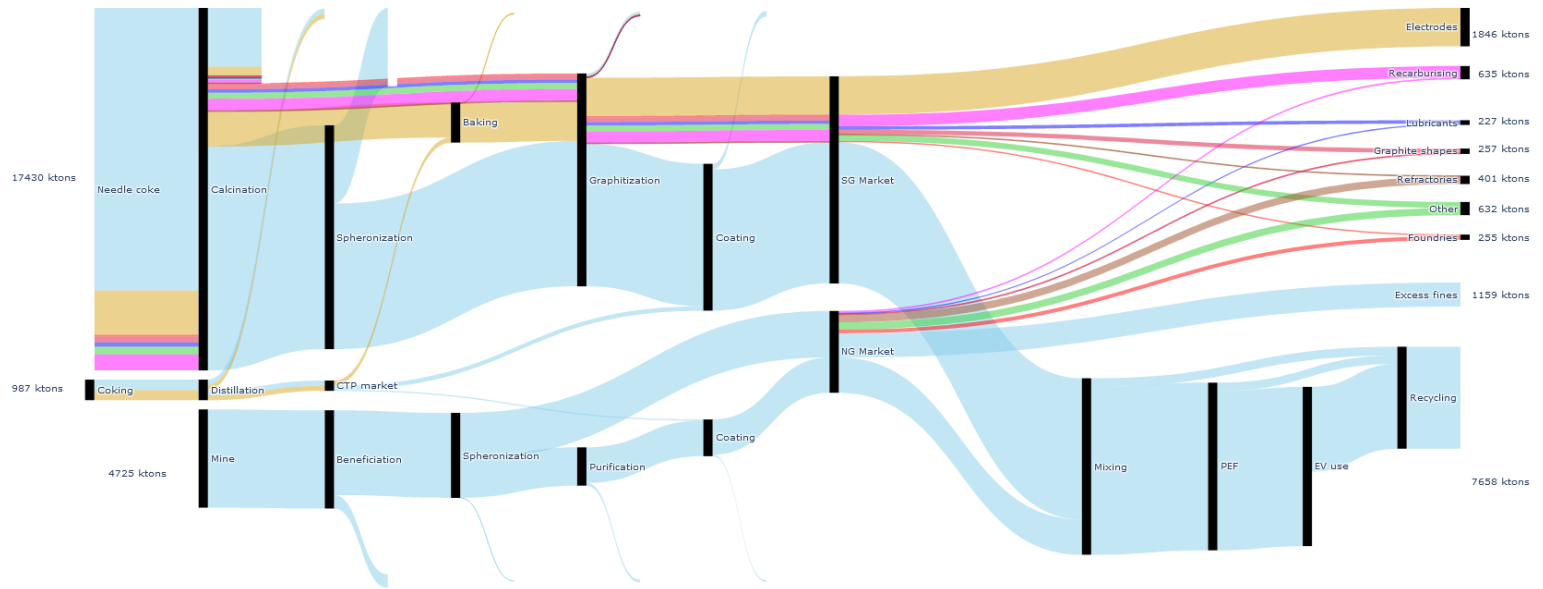 Electrodes
1846 ktons
Recarburising
635 ktons
Baking
Lubricants
227 ktons
Graphite shapes
257 ktons
17430 ktons
Needle coke
Calcination
Graphitization
SG Market
Refractories
401 ktons
Other
632 ktons
Spheronization
Coating
Foundries
255 ktons
Excess fines
1159 ktons
NG Market
987 ktons
Coking
Distillation
CTP market
Recycling
Coating
4725 ktons
Mine
Beneficiation
Spheronization
Purification
Mixing
PEF
EV use
7658 ktons